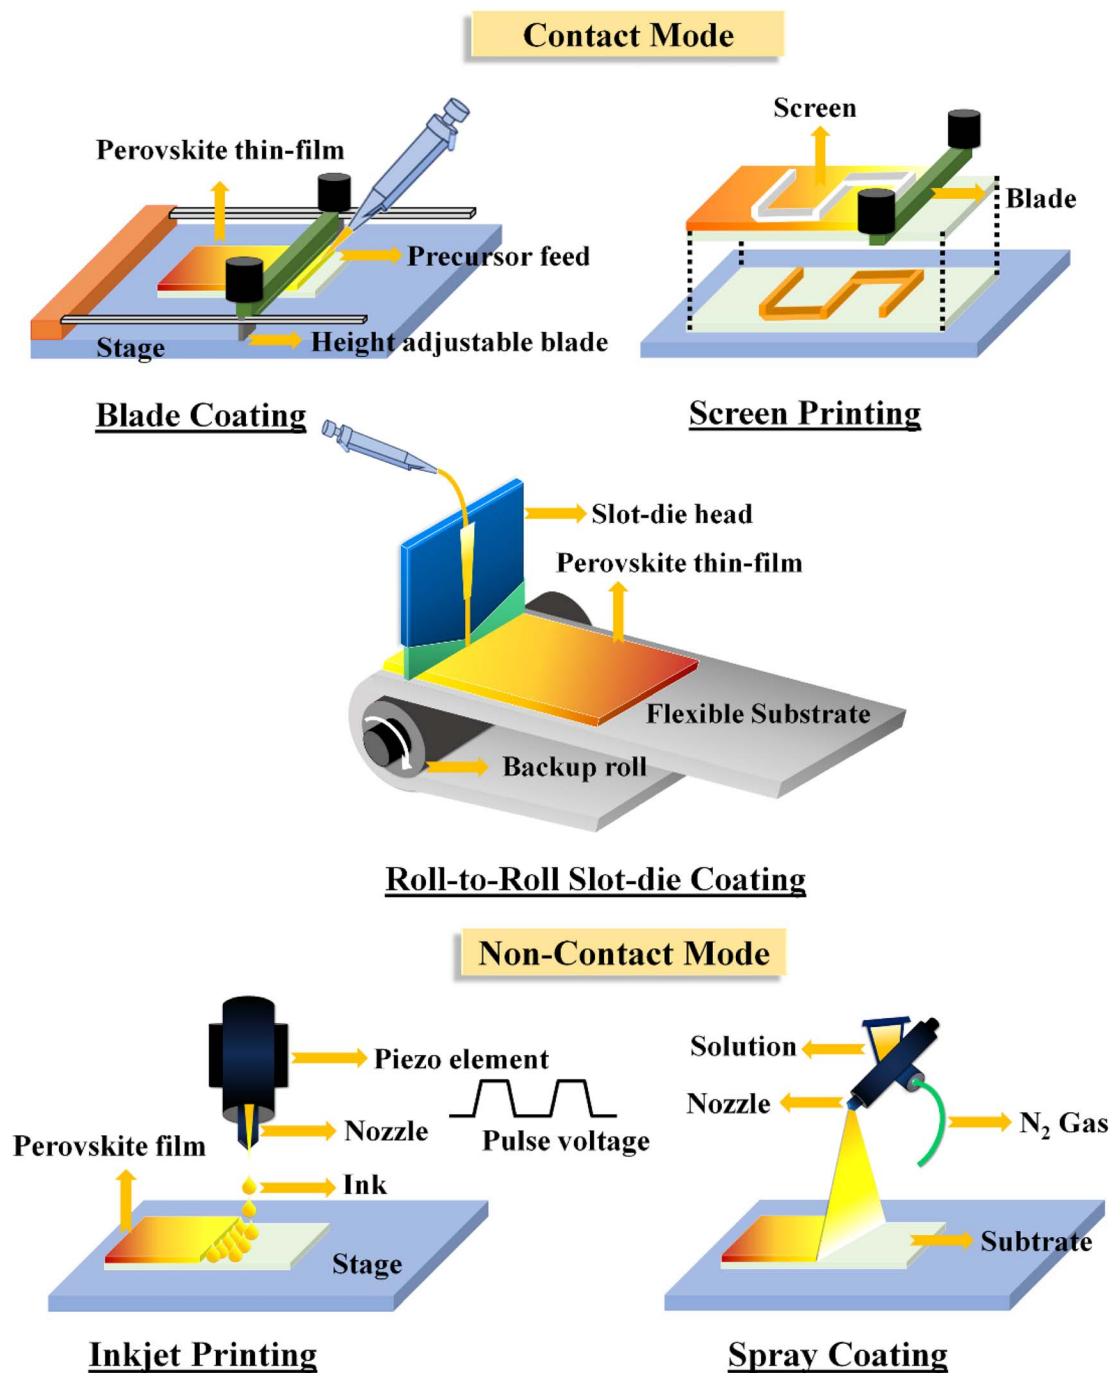 Contact Mode
Perovskite thin-film
Precursor feed
Height adjustable blade
Stage
Blade Coating
Screen
Blade
Screen Printing
Slot-die head
Perovskite thin-film
Flexible Substrate
Backup roll
Roll-to-Roll Slot-die Coating
Non-Contact Mode
Piezo element
Nozzle
Pulse voltage
Perovskite film
Ink
Stage
Inkjet Printing
Solution
Nozzle
N₂ Gas
Subtrate
Spray Coating